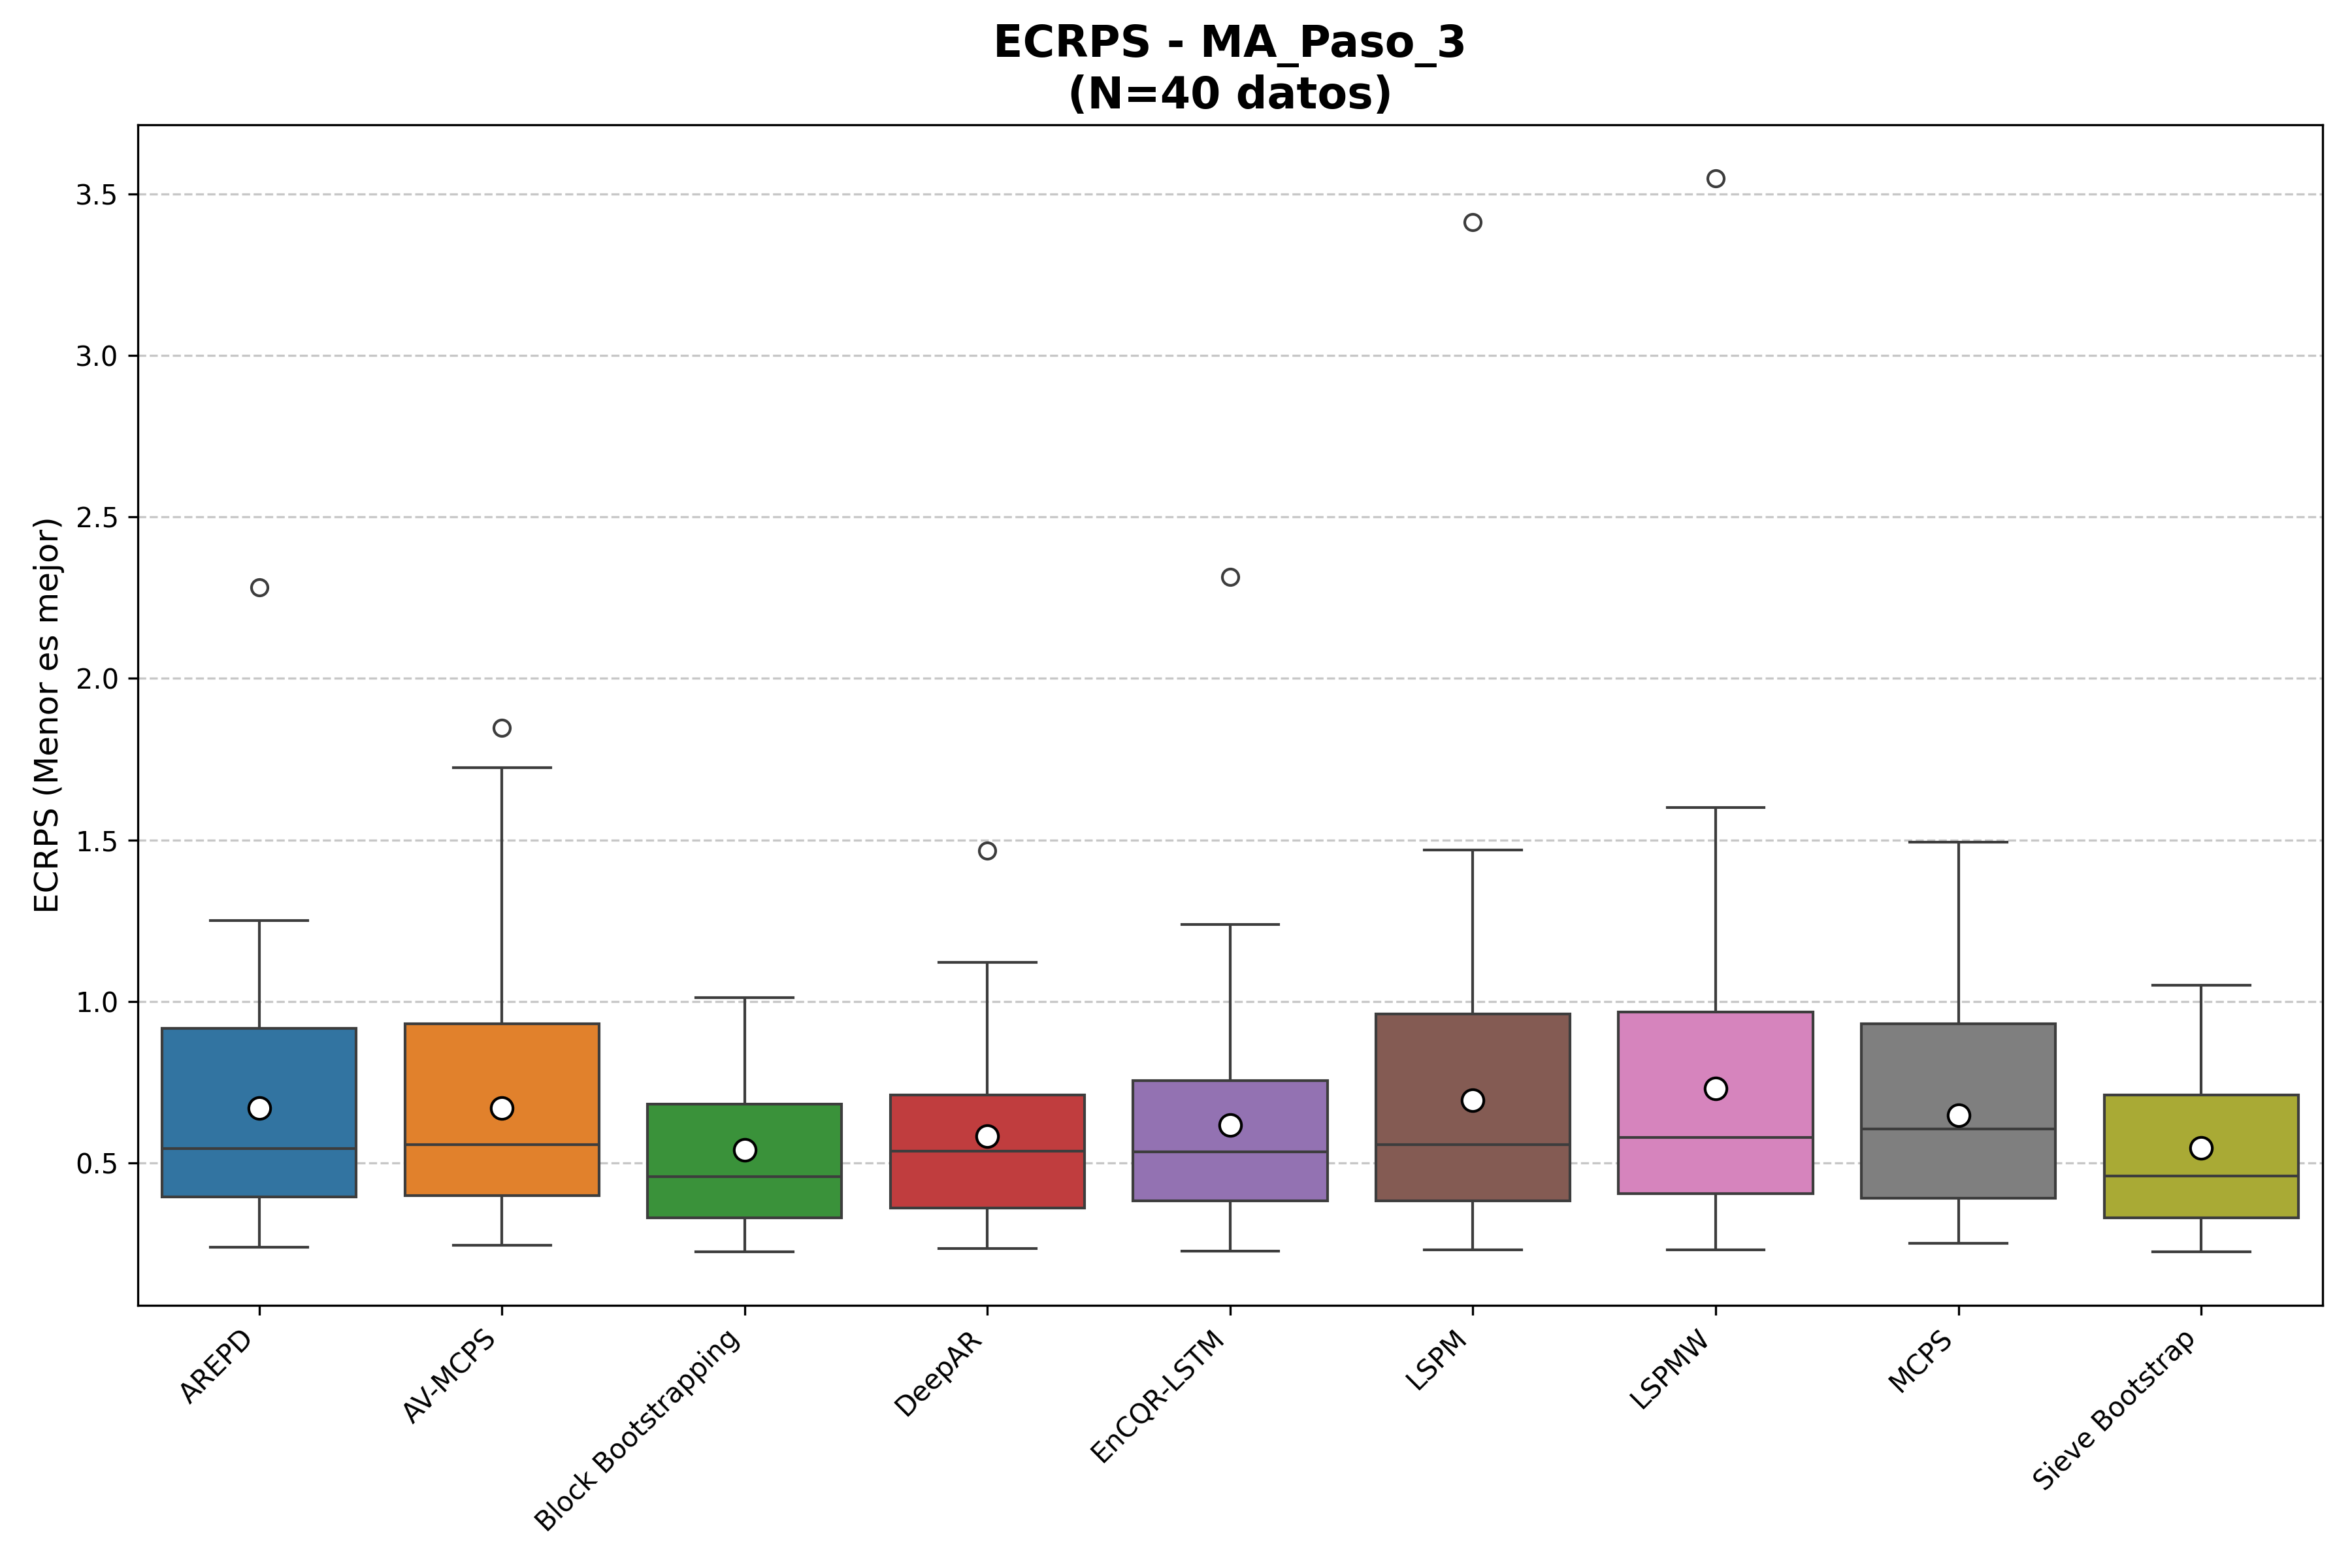 ECRPS - MA_Paso_3
(N=40 datos)
ECRPS (Menor es mejor)
3.5
3.0
2.5
2.0
1.5
1.0
0.5
AREPD
AV-MCPS
Block Bootstrapping
DeepAR
EnCQR-LSTM
LSPM
LSPMW
MCPS
Sieve Bootstrap